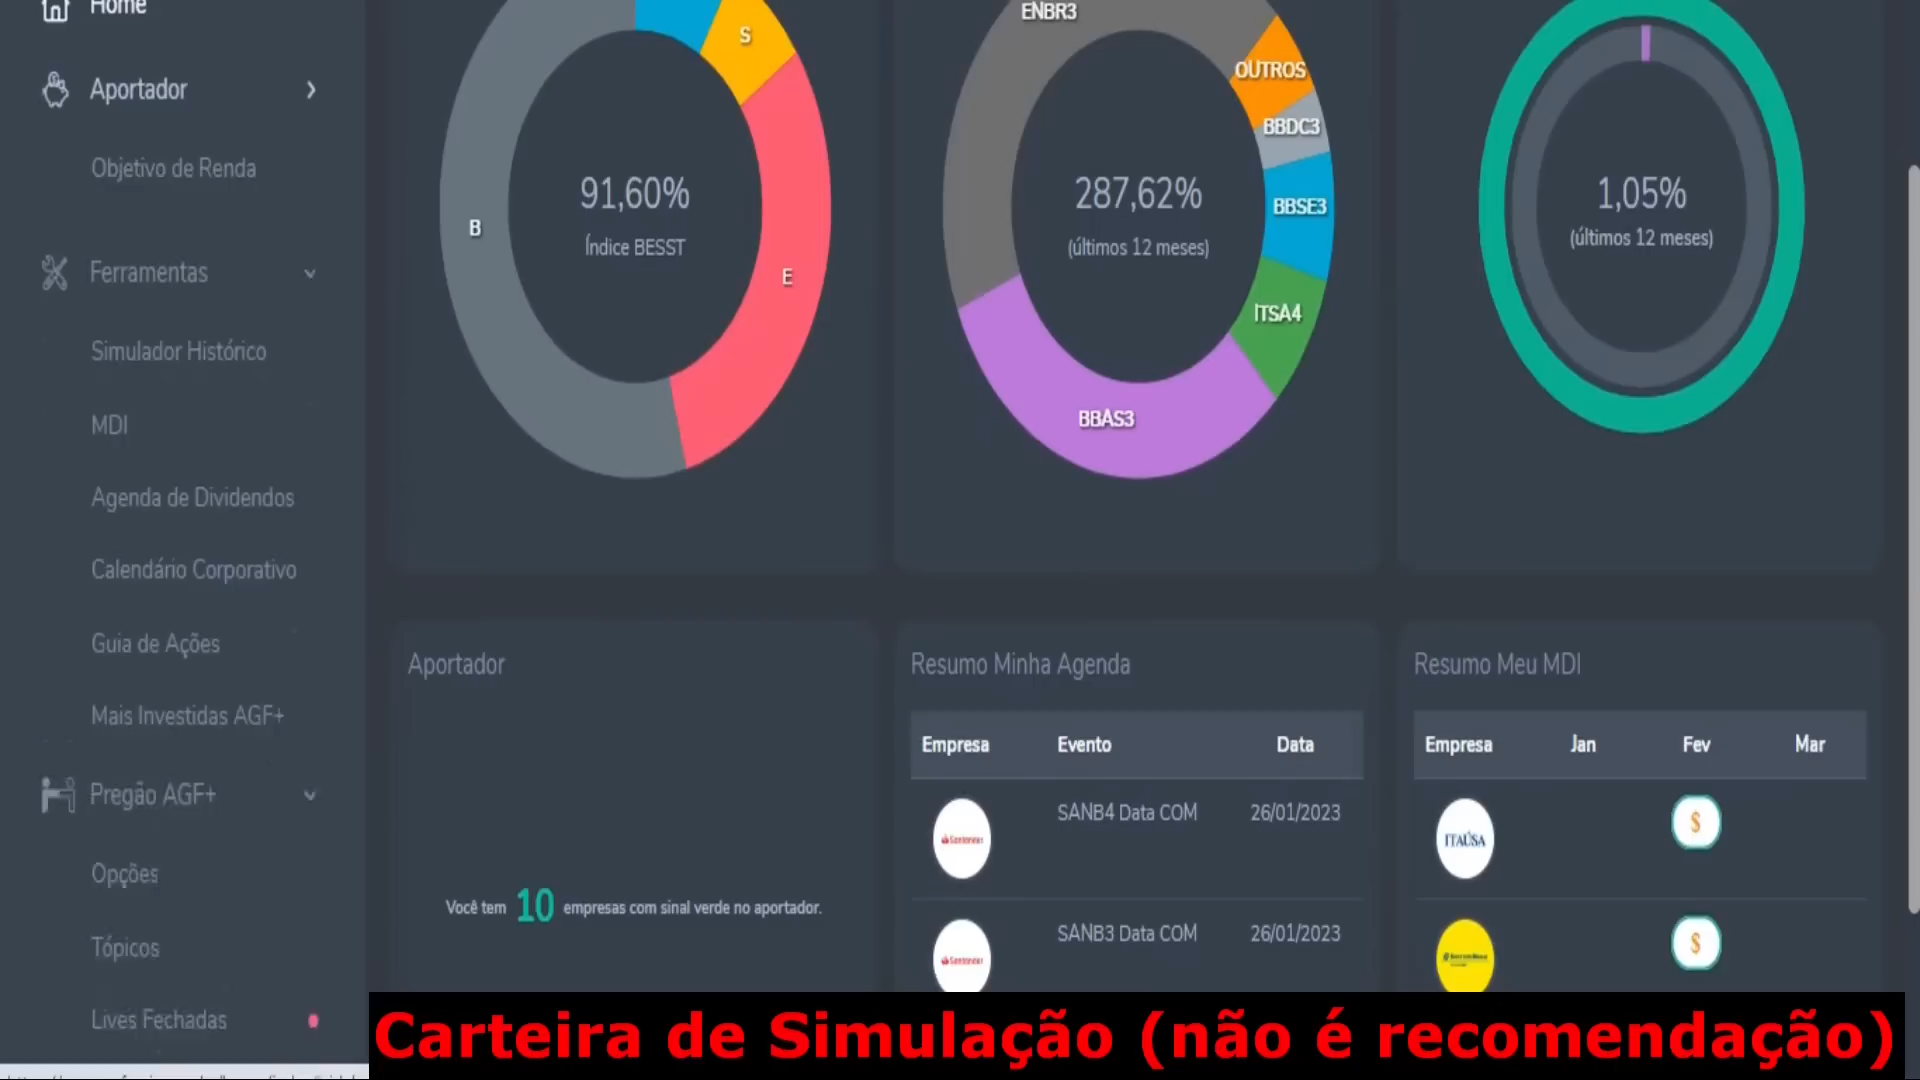 Home
Aportador
Objetivo de Renda
Ferramentas
Simulador Histórico
MDI
Agenda de Dividendos
Calendário Corporativo
Guia de Ações
Mais Investidas AGF+
Pregão AGF+
Opções
Tópicos
Lives Fechadas
S
B
E
91,60%
Índice BESST
ENBR3
OUTROS
BBDC3
BBSE3
ITSA4
BBAS3
287,62%
(últimos 12 meses)
1,05%
(últimos 12 meses)
Aportador
Você tem 10 empresas com sinal verde no aportador.
Resumo Minha Agenda
Empresa Evento Data
Santander SANB4 Data COM 26/01/2023
Santander SANB3 Data COM 26/01/2023
Resumo Meu MDI
Empresa Jan Fev Mar
ITAÚSA $
$
Carteira de Simulação (não é recomendação)